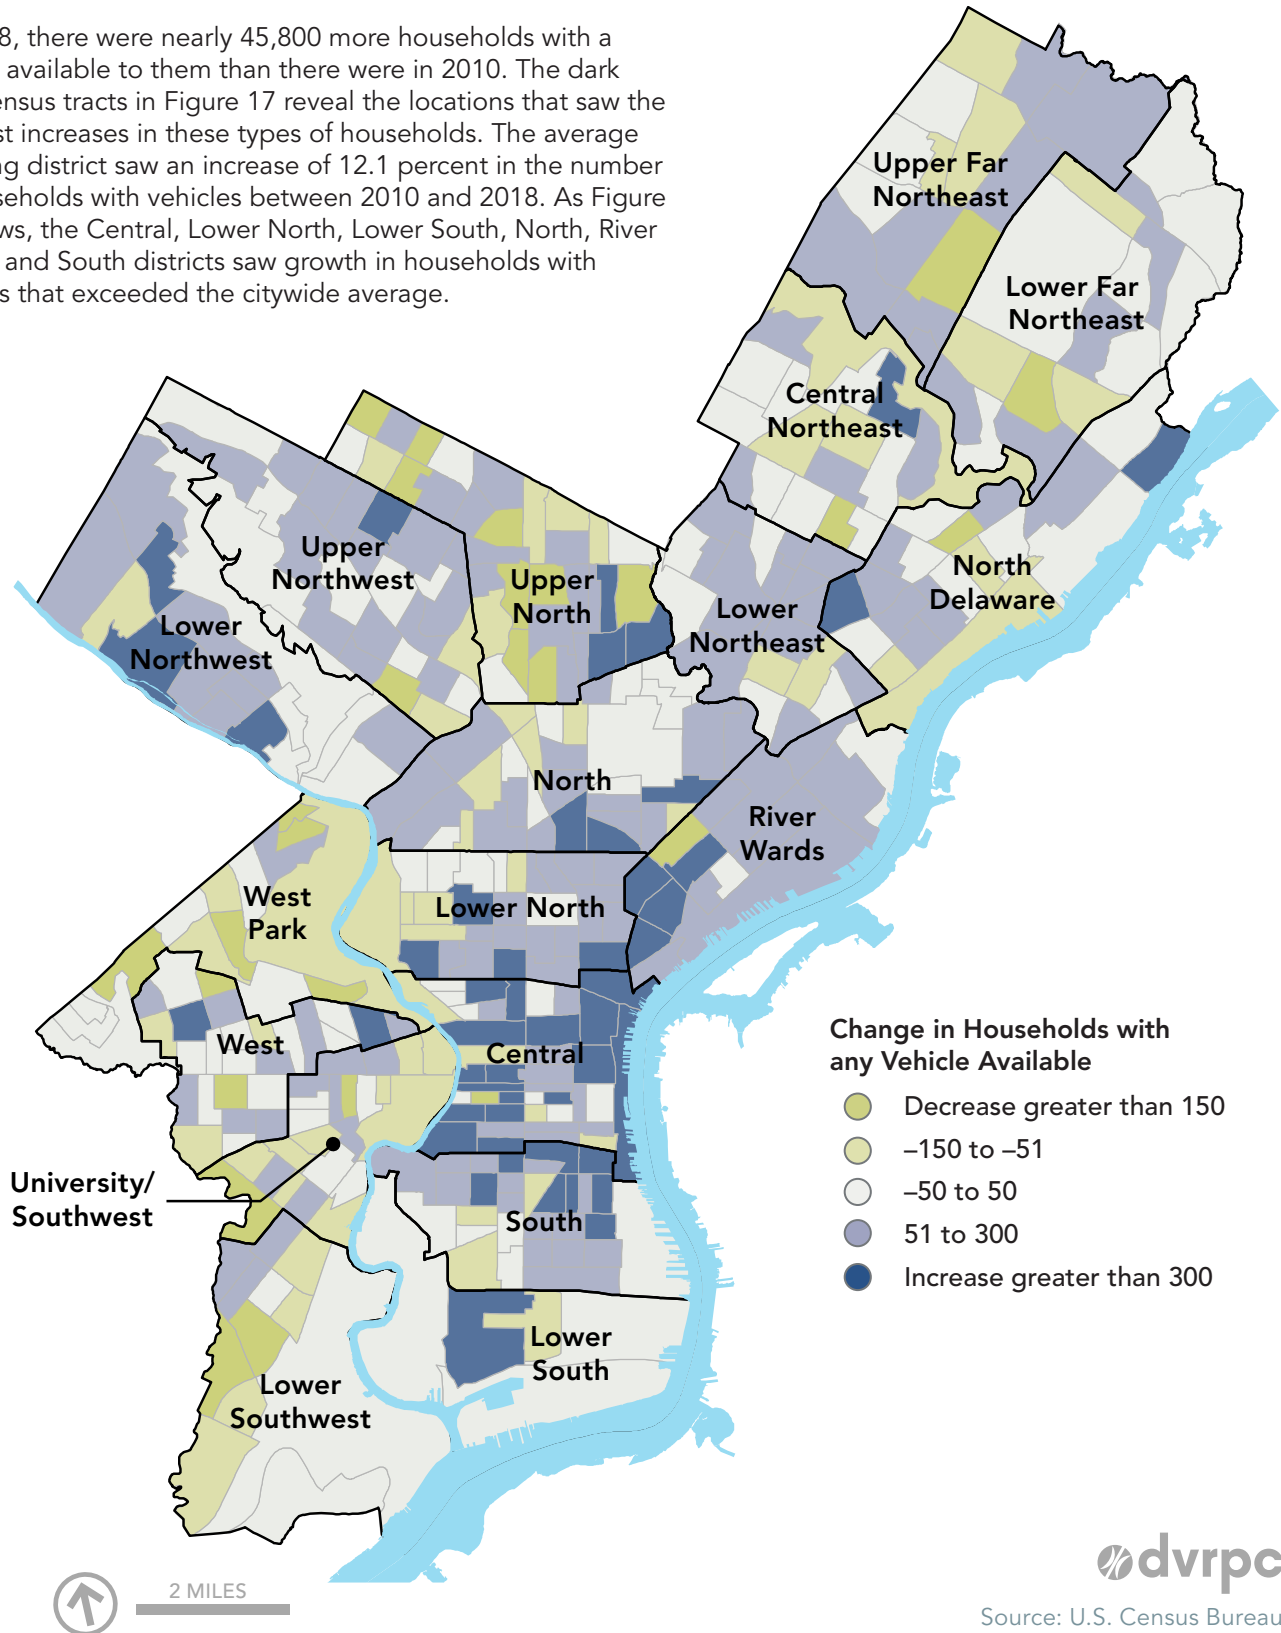 8, there were nearly 45,800 more households with a
available to them than there were in 2010. The dark
ensus tracts in Figure 17 reveal the locations that saw the
st increases in these types of households. The average
ng district saw an increase of 12.1 percent in the number
seholds with vehicles between 2010 and 2018. As Figure
ws, the Central, Lower North, Lower South, North, River
and South districts saw growth in households with
s that exceeded the citywide average.
Upper Far
Northeast
Lower Far
Northeast
Central
Northeast
Upper
Northwest
Upper
North
North
Delaware
Lower
Northeast
Lower
Northwest
North
River
Wards
West
Park
Lower North
West
Central
University/
Southwest
South
Lower
South
Lower
Southwest
Change in Households with
any Vehicle Available
Decrease greater than 150
–150 to –51
–50 to 50
51 to 300
Increase greater than 300
2 MILES
dvrpc
Source: U.S. Census Bureau